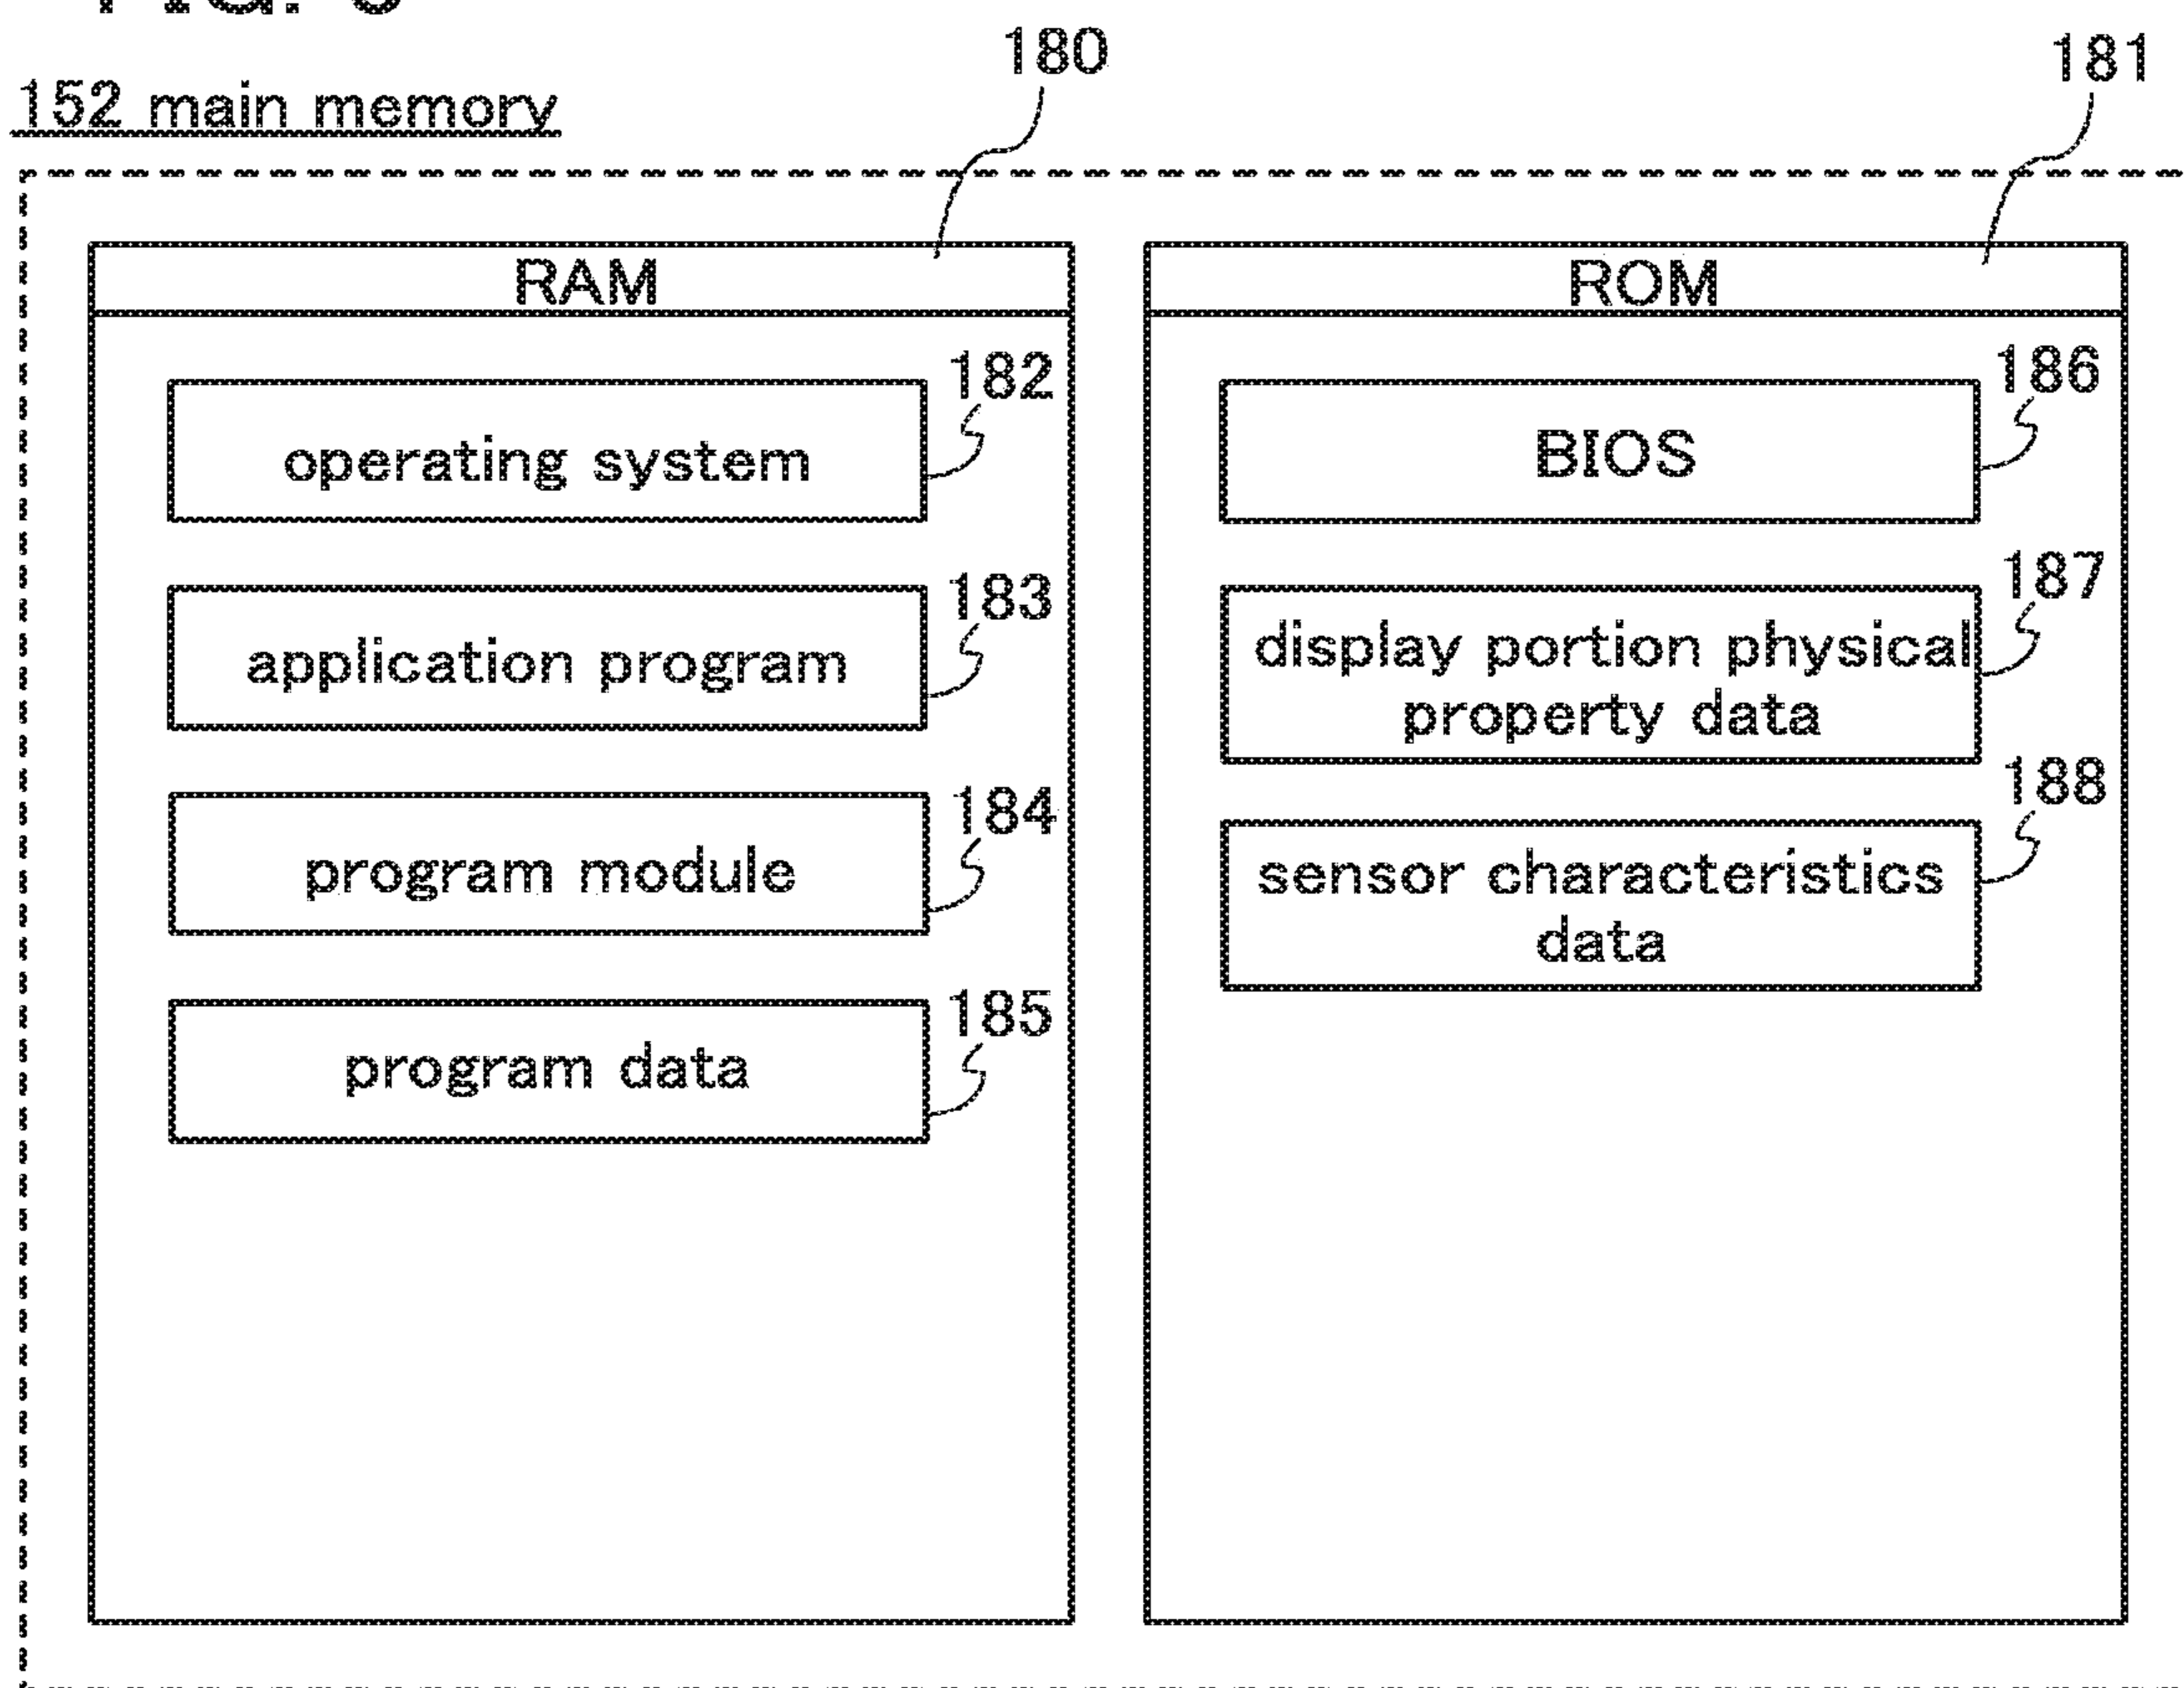 152 main memory
180
181
RAM
ROM
182
operating system
183
application program
184
program module
185
program data
186
BIOS
187
display portion physical
property data
188
sensor characteristics
data